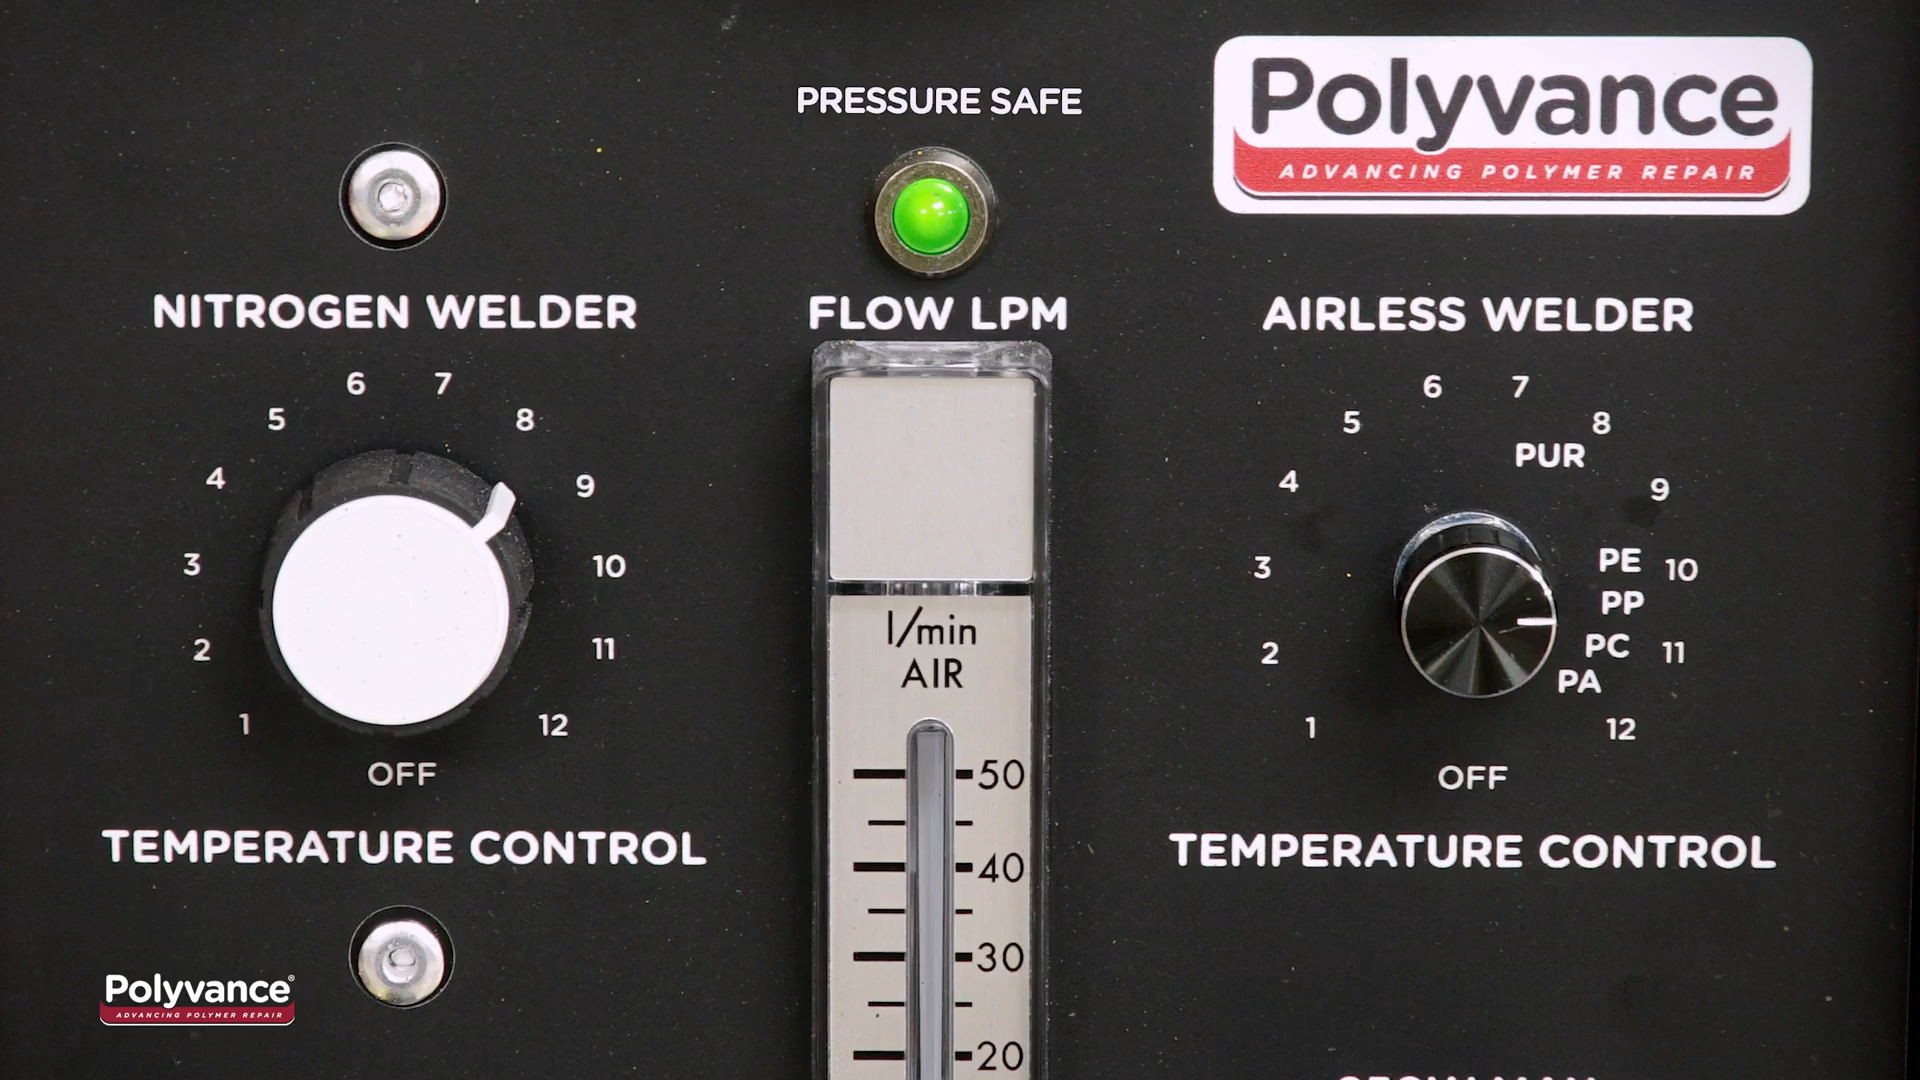 PRESSURE SAFE
Polyvance
ADVANCING POLYMER REPAIR
NITROGEN WELDER
FLOW LPM
AIRLESS WELDER
6 7
5 8
4 9
3 10
2 11
1 12
OFF
TEMPERATURE CONTROL
l/min
AIR
50
40
30
20
6 7
5 8
PUR
4 9
3 PE 10
PP
2 PC 11
PA
1 12
OFF
TEMPERATURE CONTROL
Polyvance®
ADVANCING POLYMER REPAIR